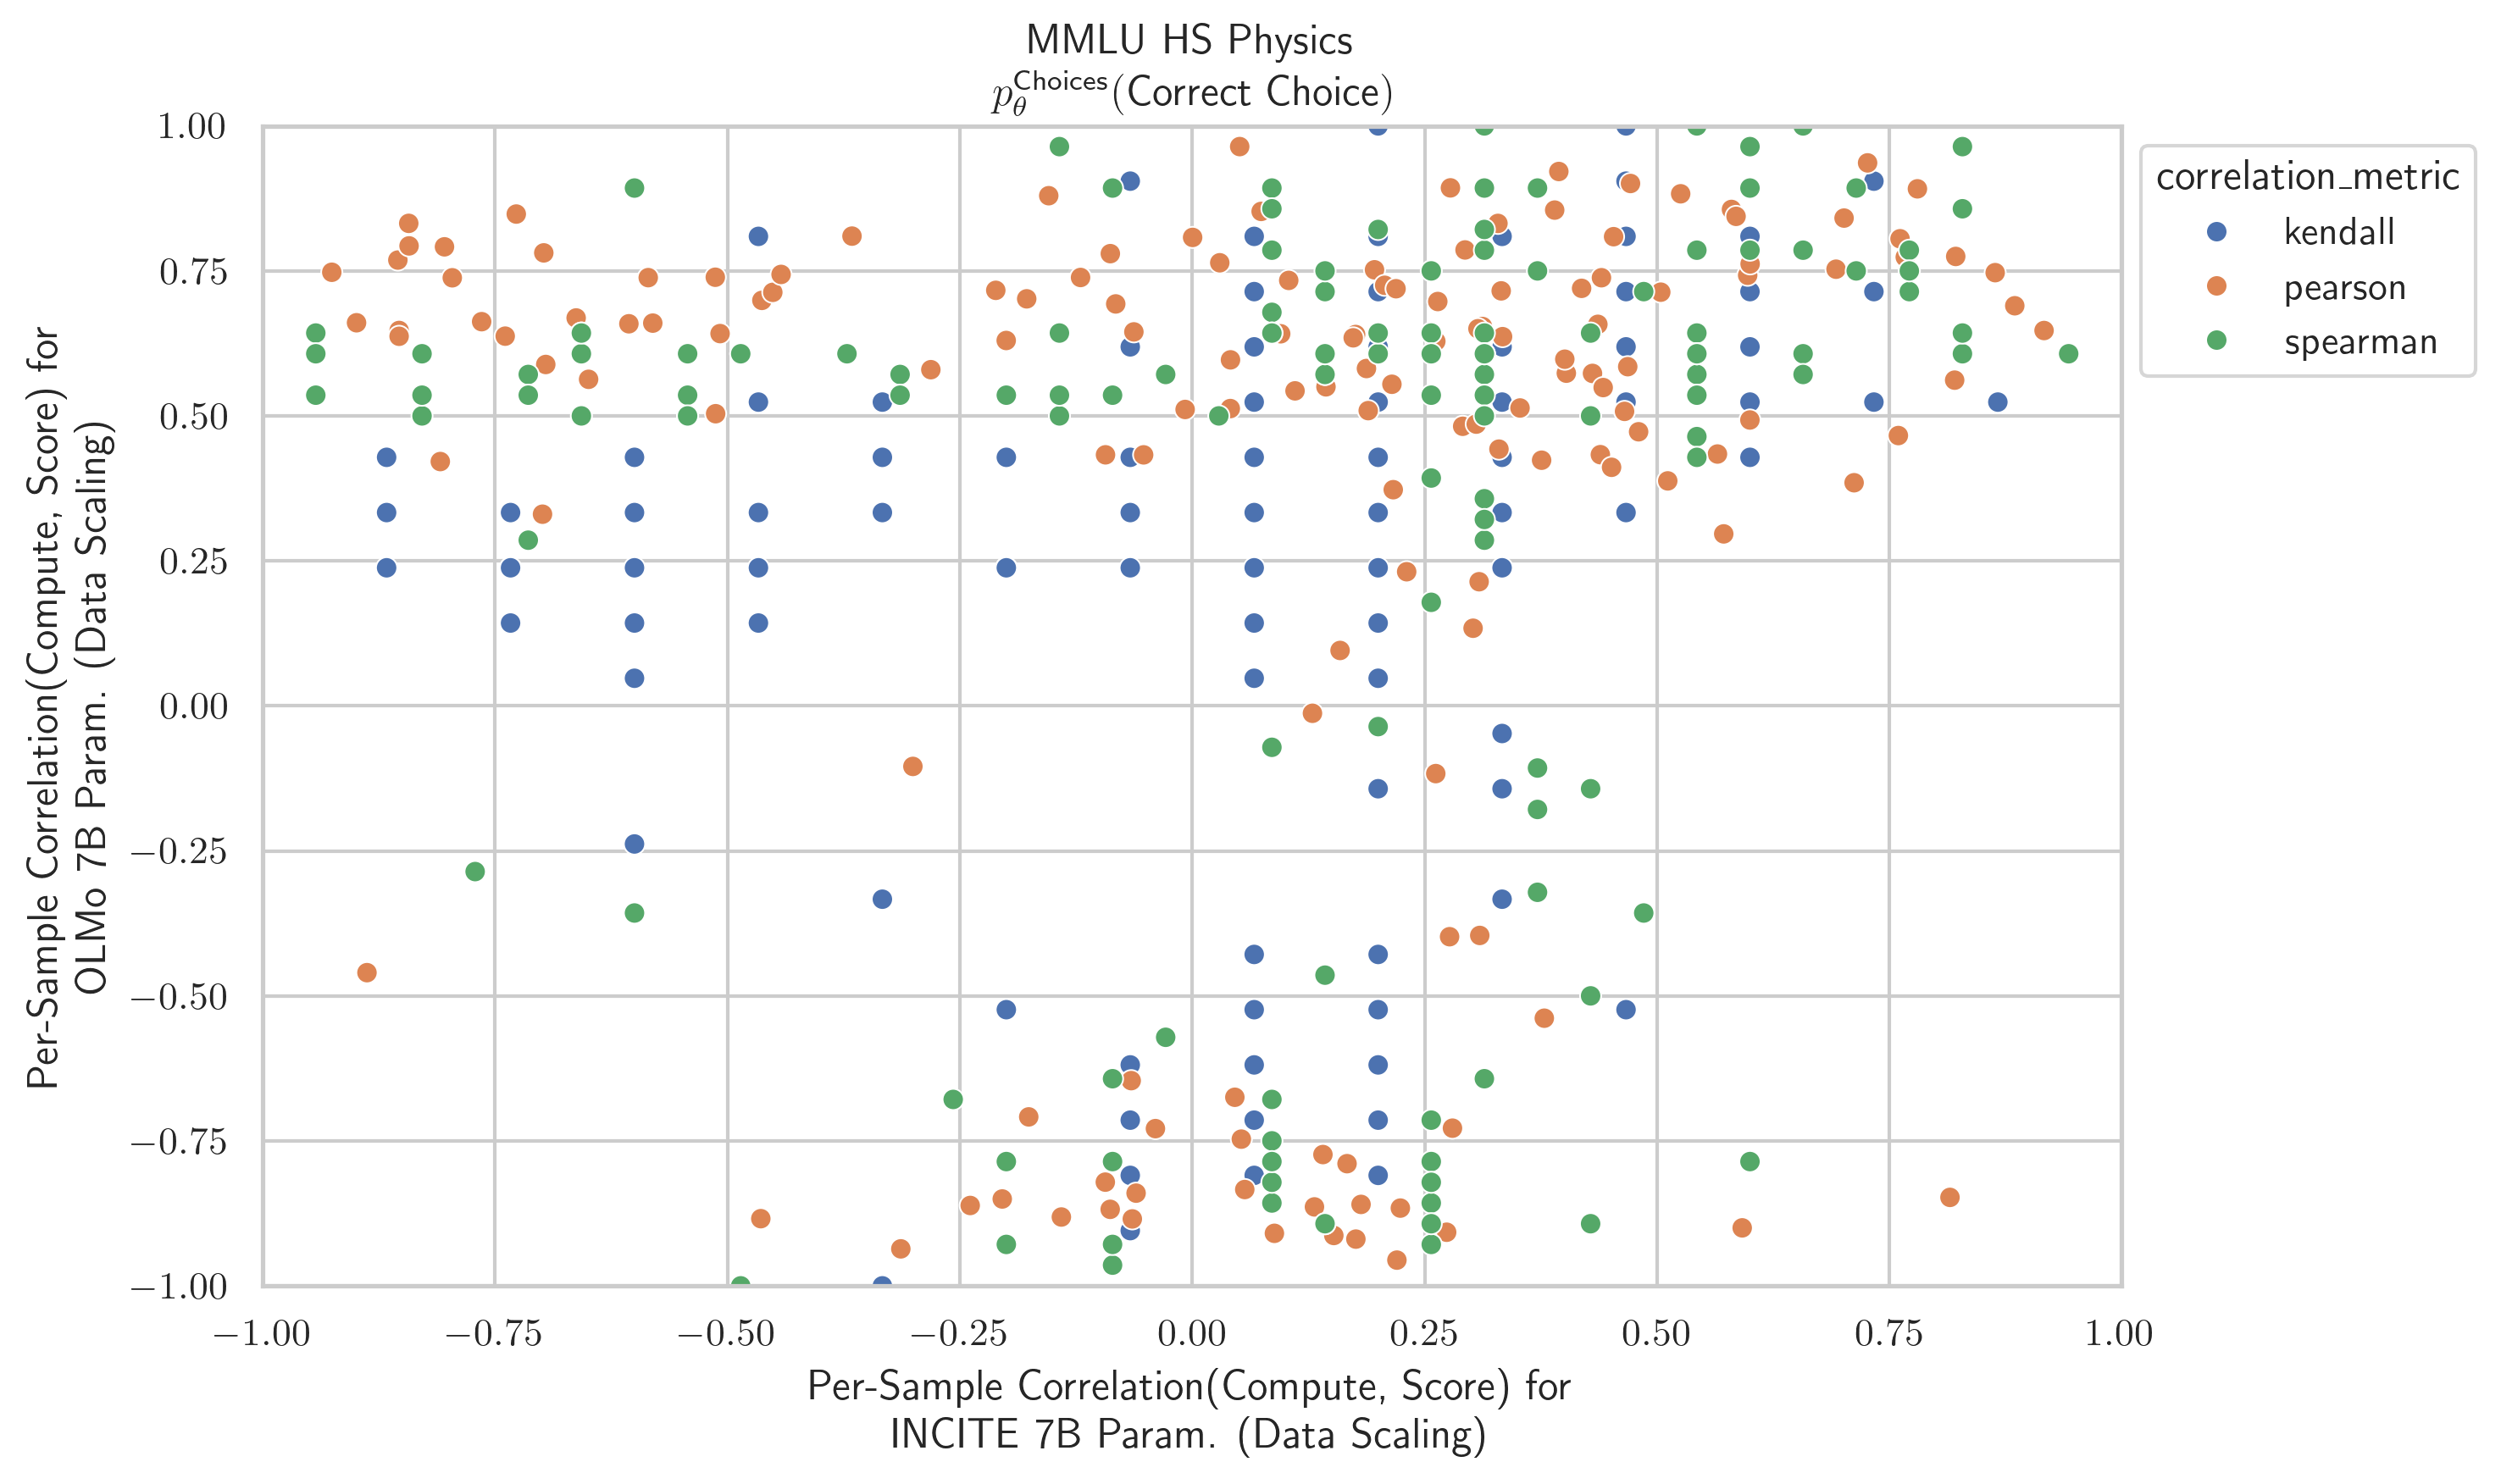 MMLU HS Physics
p_θ^Choices(Correct Choice)
1.00
0.75
0.50
0.25
0.00
−0.25
−0.50
−0.75
−1.00
Per-Sample Correlation(Compute, Score) for
OLMo 7B Param. (Data Scaling)
−1.00 −0.75 −0.50 −0.25 0.00 0.25 0.50 0.75 1.00
Per-Sample Correlation(Compute, Score) for
INCITE 7B Param. (Data Scaling)
correlation_metric
kendall
pearson
spearman